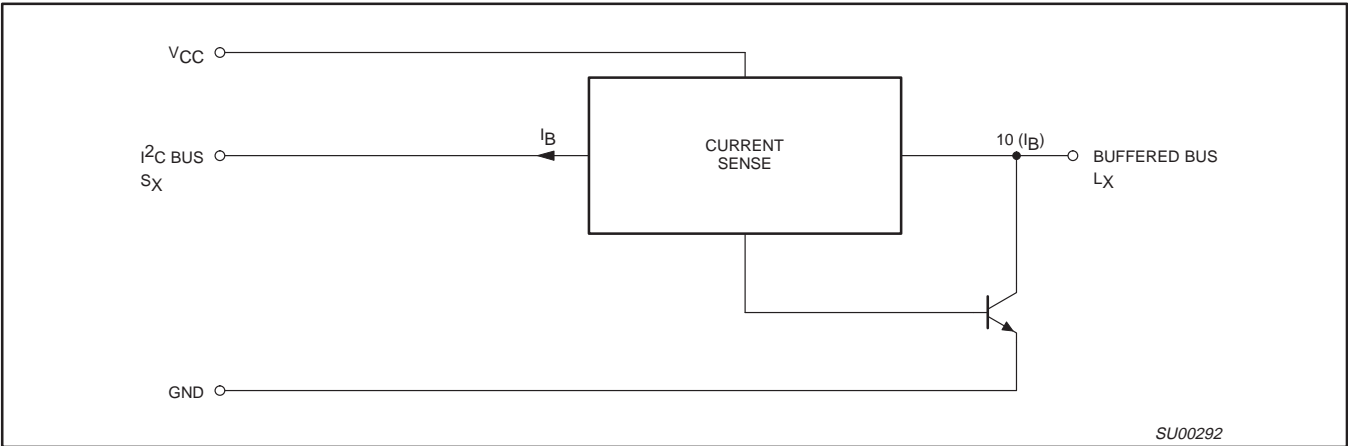 VCC
I2C BUS
SX
IB
CURRENT
SENSE
10 (IB)
BUFFERED BUS
LX
GND
SU00292